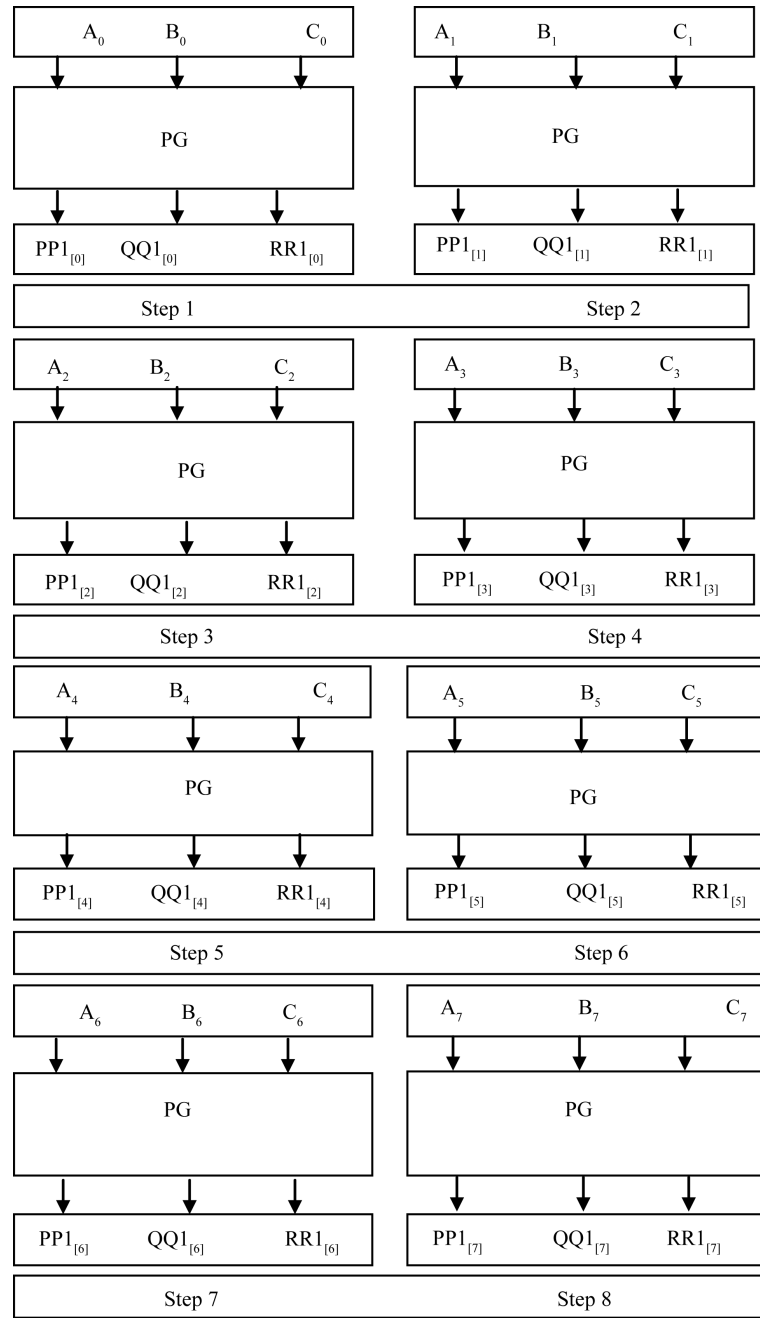 A₀ B₀ C₀
A₁ B₁ C₁
PG
PG
PP1[0] QQ1[0] RR1[0]
PP1[1] QQ1[1] RR1[1]
Step 1
Step 2
A₂ B₂ C₂
A₃ B₃ C₃
PG
PG
PP1[2] QQ1[2] RR1[2]
PP1[3] QQ1[3] RR1[3]
Step 3
Step 4
A₄ B₄ C₄
A₅ B₅ C₅
PG
PG
PP1[4] QQ1[4] RR1[4]
PP1[5] QQ1[5] RR1[5]
Step 5
Step 6
A₆ B₆ C₆
A₇ B₇ C₇
PG
PG
PP1[6] QQ1[6] RR1[6]
PP1[7] QQ1[7] RR1[7]
Step 7
Step 8